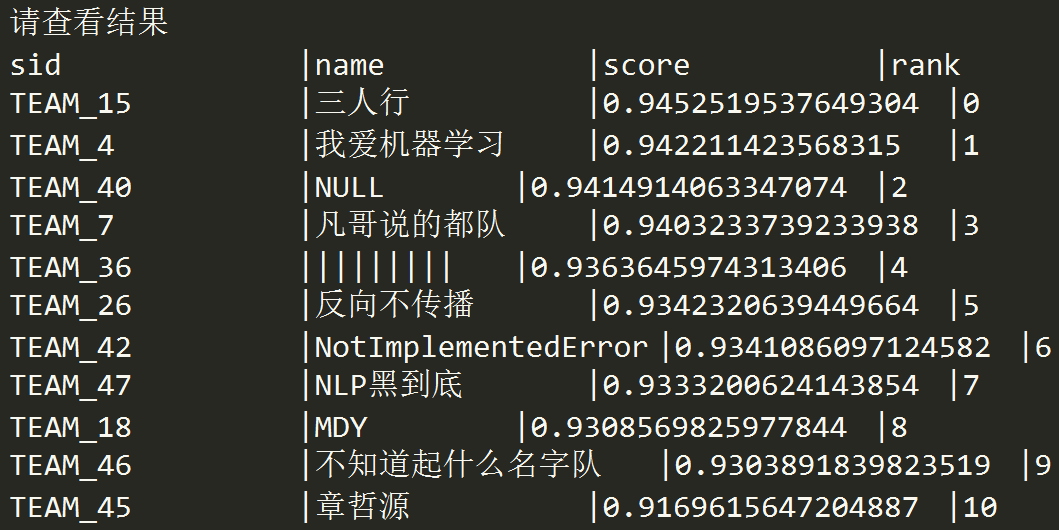 请查看结果
sid |name |score |rank
TEAM_15 |三人行 |0.9452519537649304 |0
TEAM_4 |我爱机器学习 |0.942211423568315 |1
TEAM_40 |NULL |0.9414914063347074 |2
TEAM_7 |凡哥说的都队 |0.9403233739233938 |3
TEAM_36 ||||||||| |0.9363645974313406 |4
TEAM_26 |反向不传播 |0.9342320639449664 |5
TEAM_42 |NotImplementedError |0.9341086097124582 |6
TEAM_47 |NLP黑到底 |0.9333200624143854 |7
TEAM_18 |MDY |0.9308569825977844 |8
TEAM_46 |不知道起什么名字队 |0.9303891839823519 |9
TEAM_45 |章哲源 |0.9169615647204887 |10